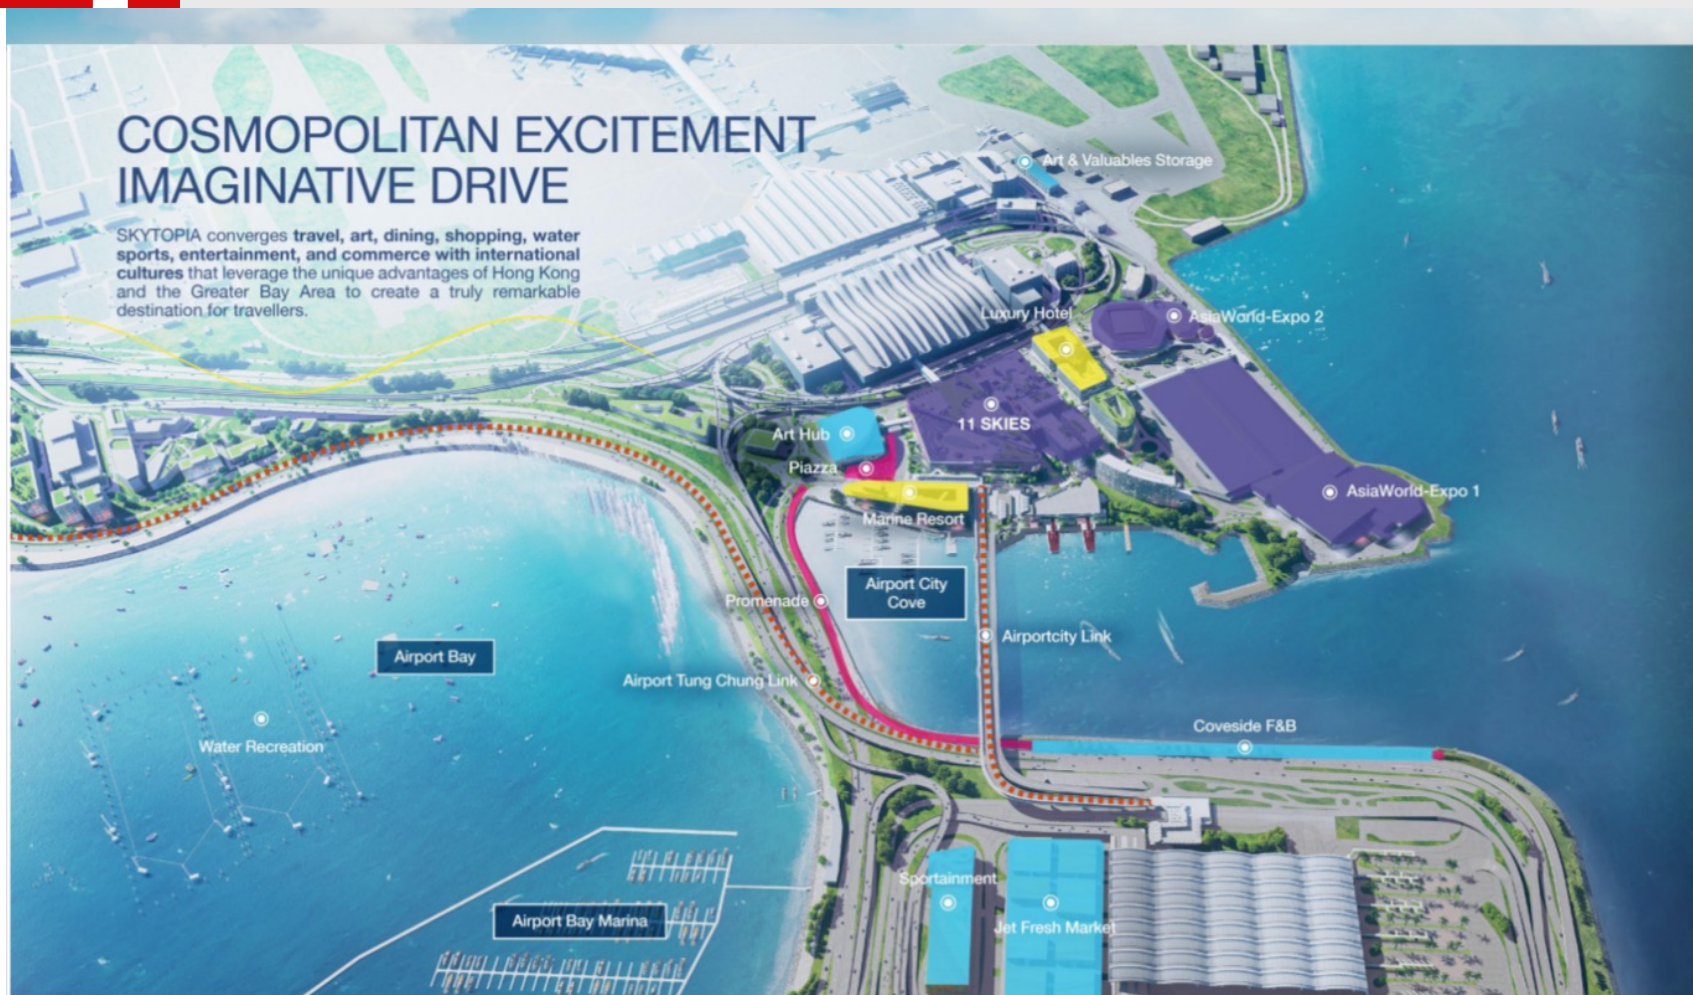 COSMOPOLITAN EXCITEMENT
IMAGINATIVE DRIVE
SKYTOPIA converges travel, art, dining, shopping, water
sports, entertainment, and commerce with international
cultures that leverage the unique advantages of Hong Kong
and the Greater Bay Area to create a truly remarkable
destination for travellers.
Art & Valuables Storage
Luxury Hotel
AsiaWorld-Expo 2
11 SKIES
Art Hub
Piazza
AsiaWorld-Expo 1
Marine Resort
Airport City
Cove
Promenade
Airportcity Link
Airport Bay
Airport Tung Chung Link
Water Recreation
Coveside F&B
Sportainment
Airport Bay Marina
Jet Fresh Market